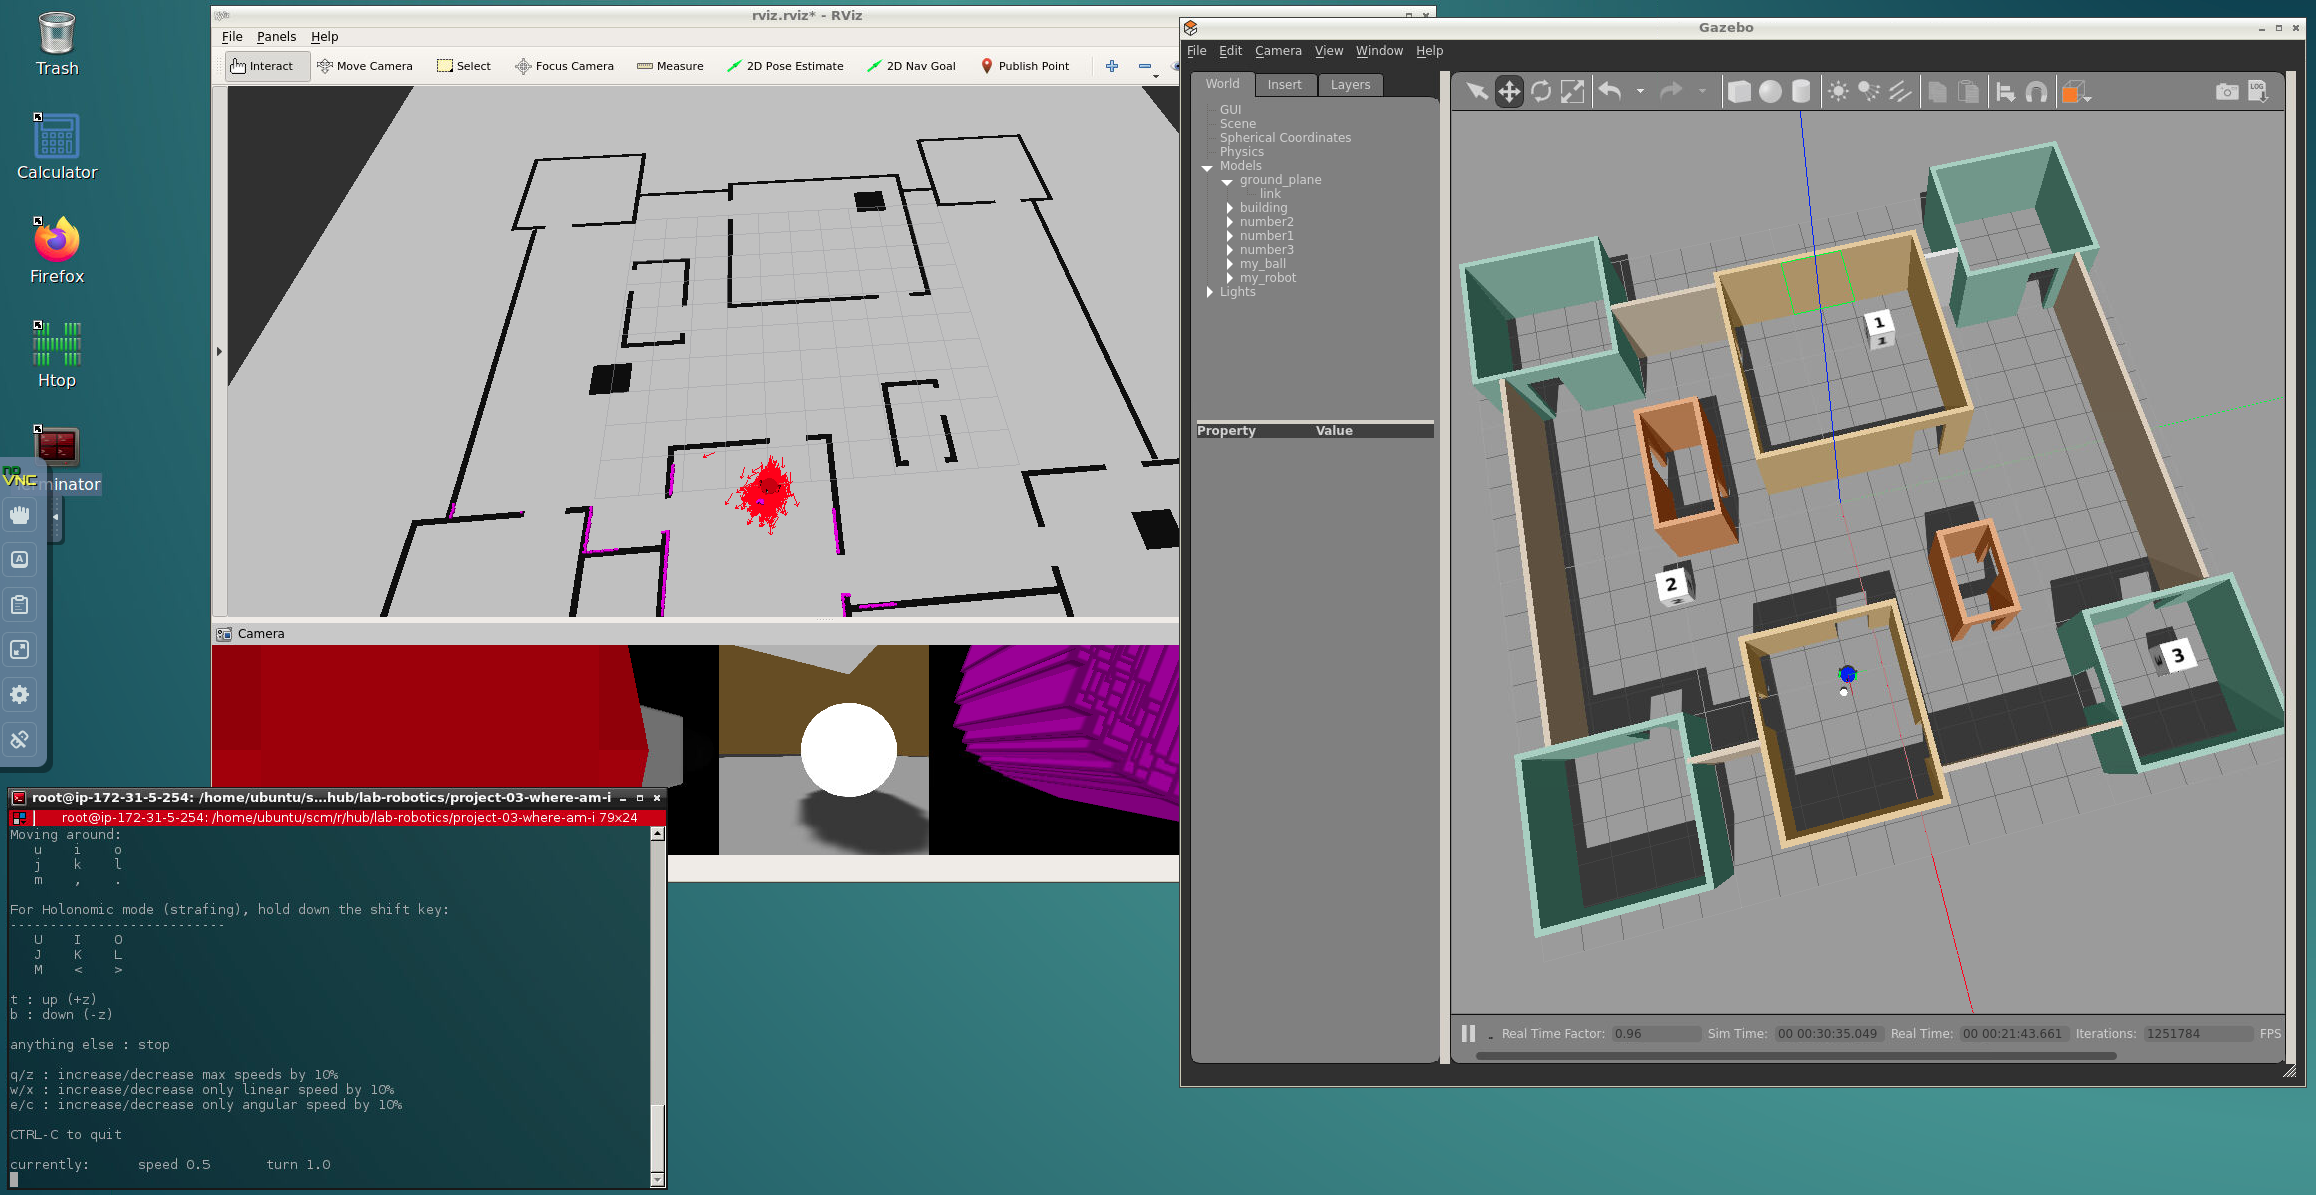 Trash
Calculator
Firefox
Htop
no
VNC
minator
rviz.rviz* - RViz
File Panels Help
Interact Move Camera Select Focus Camera Measure 2D Pose Estimate 2D Nav Goal Publish Point
Camera
root@ip-172-31-5-254: /home/ubuntu/s...hub/lab-robotics/project-03-where-am-i
root@ip-172-31-5-254: /home/ubuntu/scm/r/hub/lab-robotics/project-03-where-am-i 79x24
Moving around:
u i o
j k l
m , .
For Holonomic mode (strafing), hold down the shift key:
---------------------------
U I O
J K L
M < >
t : up (+z)
b : down (-z)
anything else : stop
q/z : increase/decrease max speeds by 10%
w/x : increase/decrease only linear speed by 10%
e/c : increase/decrease only angular speed by 10%
CTRL-C to quit
currently: speed 0.5 turn 1.0
Gazebo
File Edit Camera View Window Help
World Insert Layers
GUI
Scene
Spherical Coordinates
Physics
Models
ground_plane
link
building
number2
number1
number3
my_ball
my_robot
Lights
Property Value
LOG
1
1
2
3
Real Time Factor: 0.96 Sim Time: 00 00:30:35.049 Real Time: 00 00:21:43.661 Iterations: 1251784 FPS